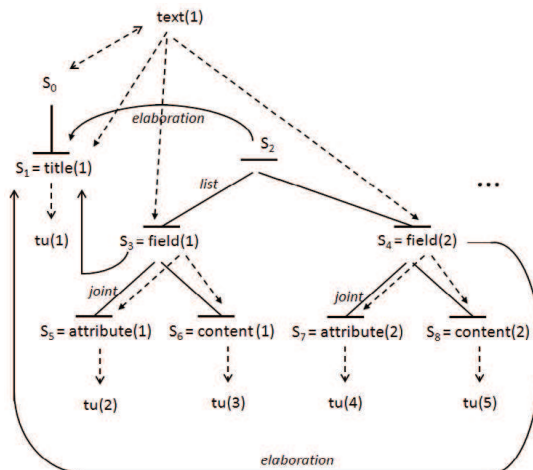 text(1)
S0
elaboration
S2
S1 = title(1)
list
...
tu(1)
S3 = field(1)
S4 = field(2)
joint
joint
S5 = attribute(1)
S6 = content(1)
S7 = attribute(2)
S8 = content(2)
tu(2)
tu(3)
tu(4)
tu(5)
elaboration